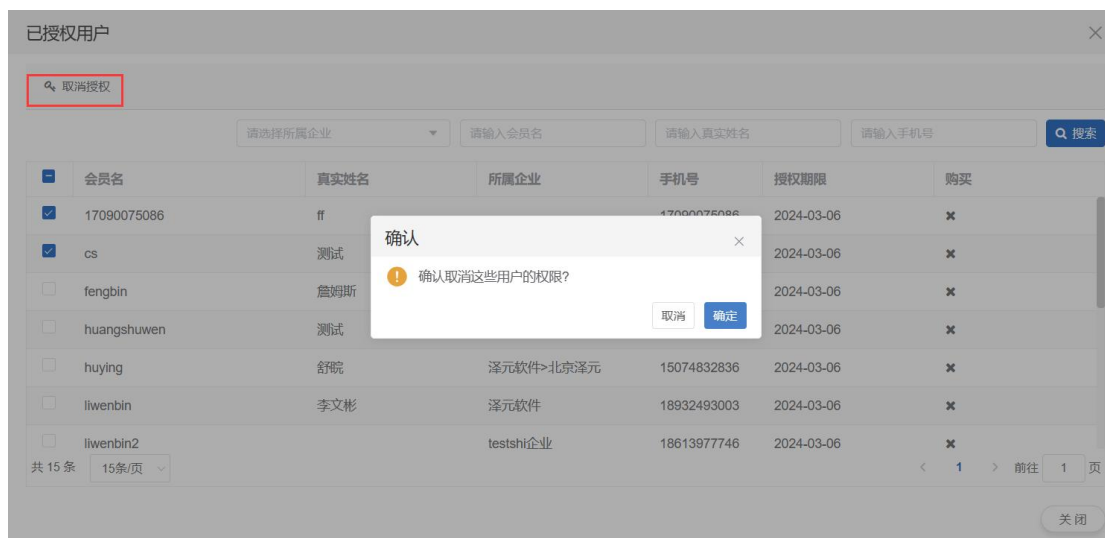 已授权用户
取消授权
请选择所属企业 请输入会员名 请输入真实姓名 请输入手机号 搜索
会员名 真实姓名 所属企业 手机号 授权期限 购买
17090075086 ff 17090075086 2024-03-06
cs 测试 2024-03-06
fengbin 詹姆斯 2024-03-06
huangshuwen 测试 2024-03-06
huying 舒皖 泽元软件>北京泽元 15074832836 2024-03-06
liwenbin 李文彬 泽元软件 18932493003 2024-03-06
liwenbin2 testshi企业 18613977746 2024-03-06
确认
确认取消这些用户的权限?
取消 确定
共 15 条 15条/页 1 前往 1 页
关闭